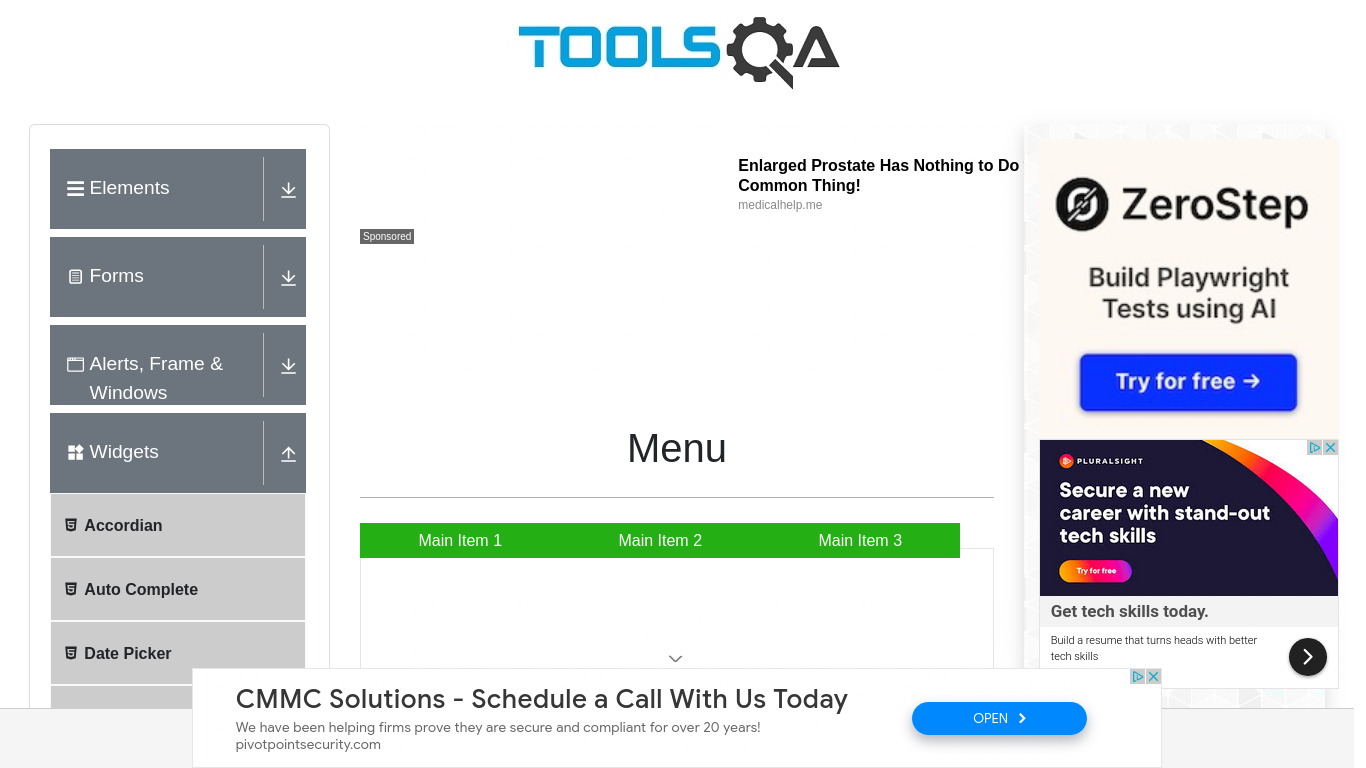 TOOLSQA
Elements
Forms
Alerts, Frame &
Windows
Widgets
Accordian
Auto Complete
Date Picker
Enlarged Prostate Has Nothing to Do
Common Thing!
medicalhelp.me
Sponsored
Menu
Main Item 1
Main Item 2
Main Item 3
ZeroStep
Build Playwright
Tests using AI
Try for free →
PLURALSIGHT
Secure a new
career with stand-out
tech skills
Try for free
Get tech skills today.
Build a resume that turns heads with better
tech skills
CMMC Solutions - Schedule a Call With Us Today
We have been helping firms prove they are secure and compliant for over 20 years!
pivotpointsecurity.com
OPEN